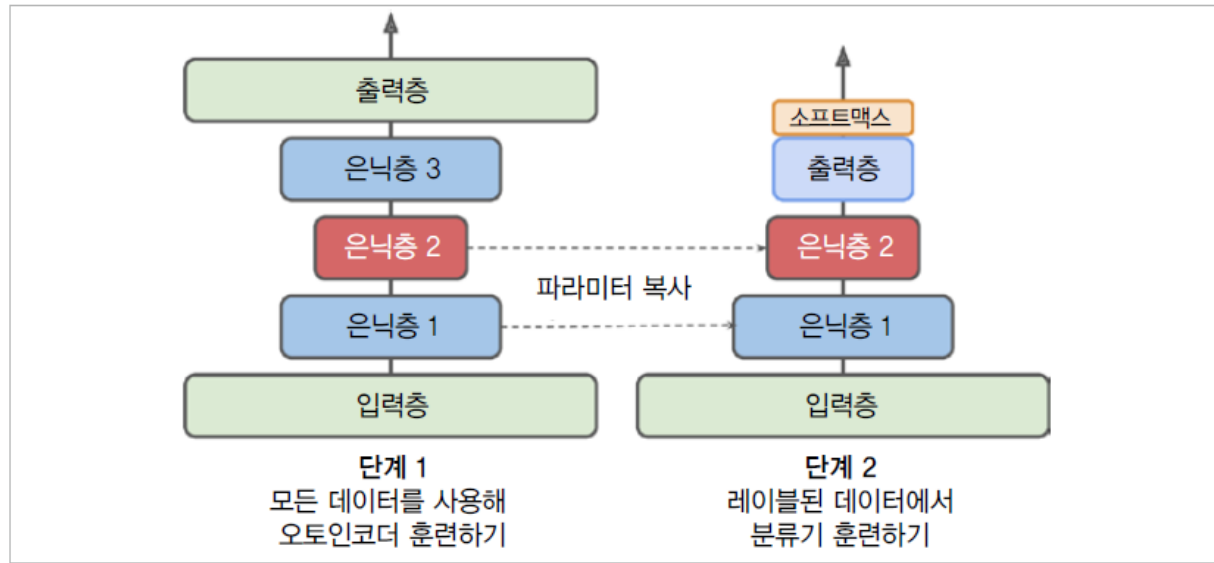 출력층
은닉층 3
은닉층 2
은닉층 1
입력층
파라미터 복사
소프트맥스
출력층
은닉층 2
은닉층 1
입력층
단계 1
모든 데이터를 사용해
오토인코더 훈련하기
단계 2
레이블된 데이터에서
분류기 훈련하기